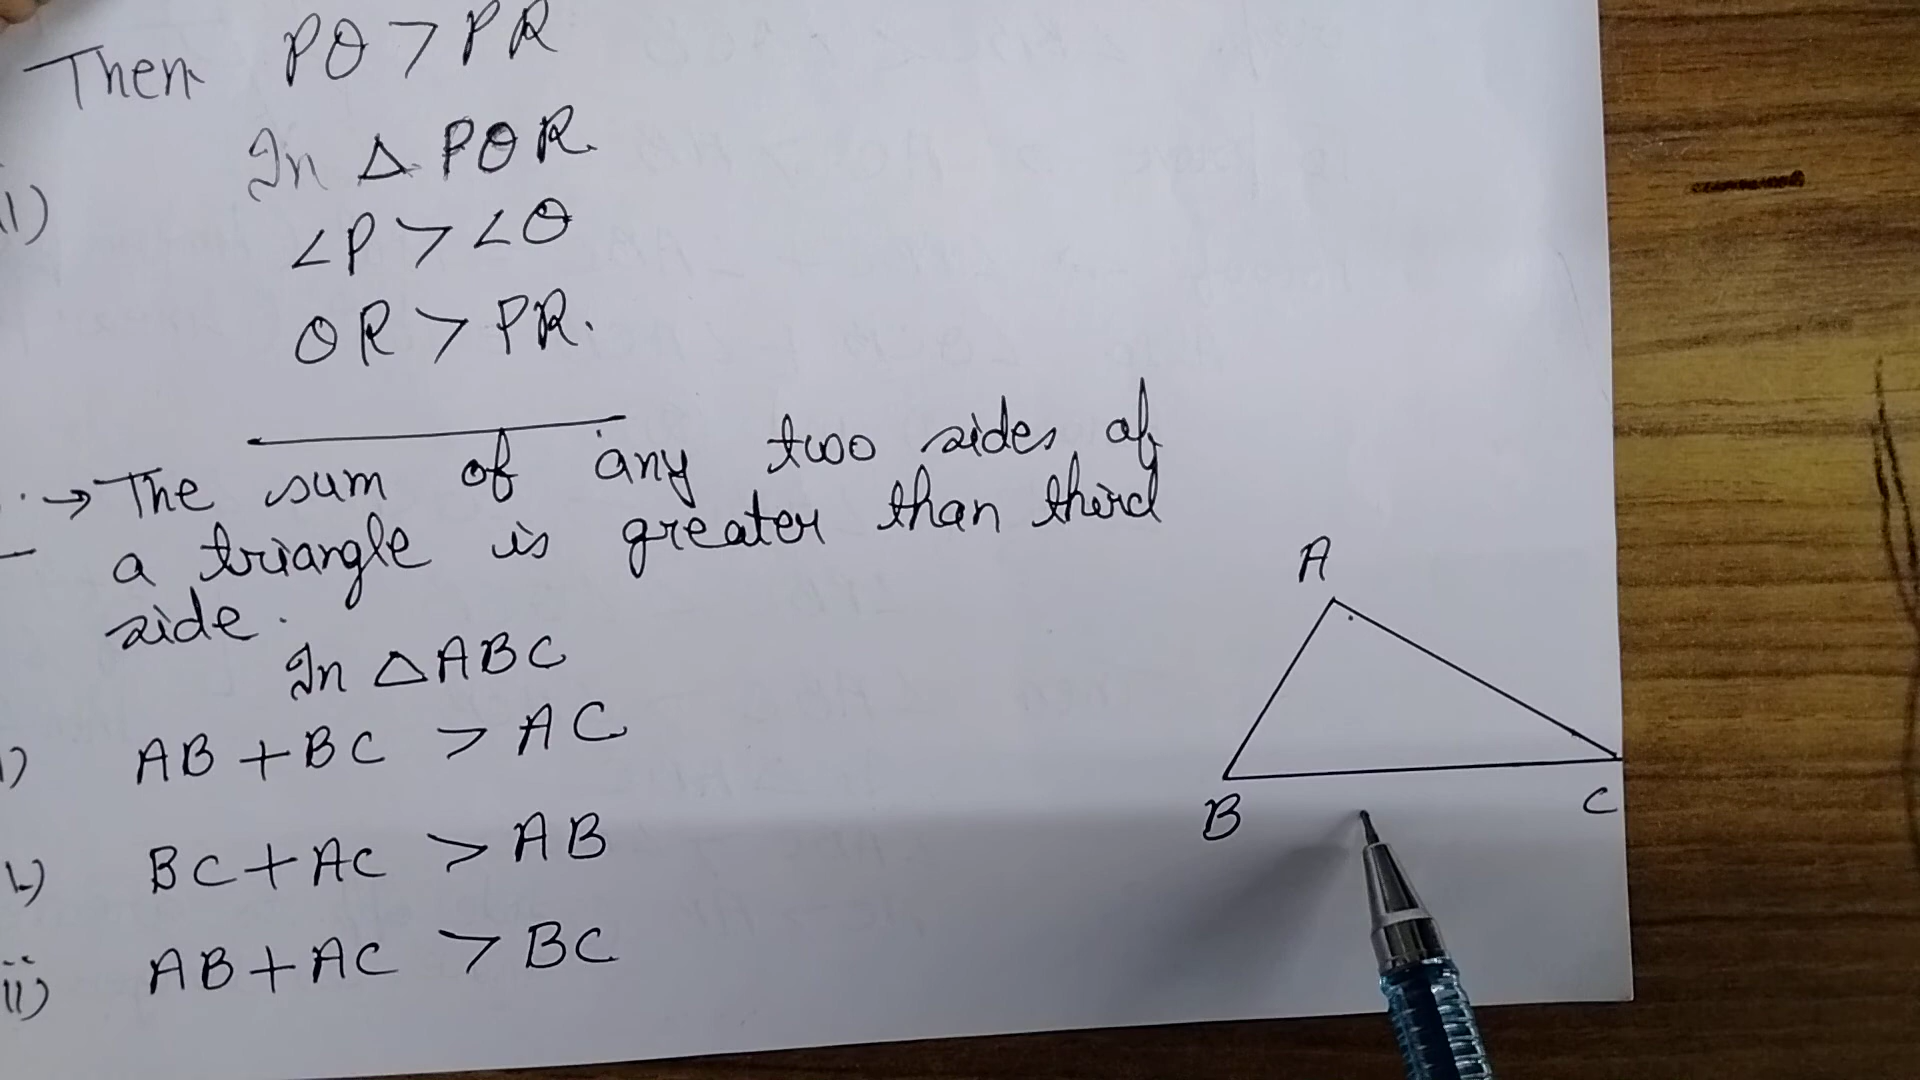 Then PQ > PR
In △ PQR.
∠P > ∠Q
QR > PR.
→ The sum of any two sides of
a triangle is greater than third
side.
In △ABC
AB + BC > AC
BC + AC > AB
ii) AB + AC > BC
A
B
C